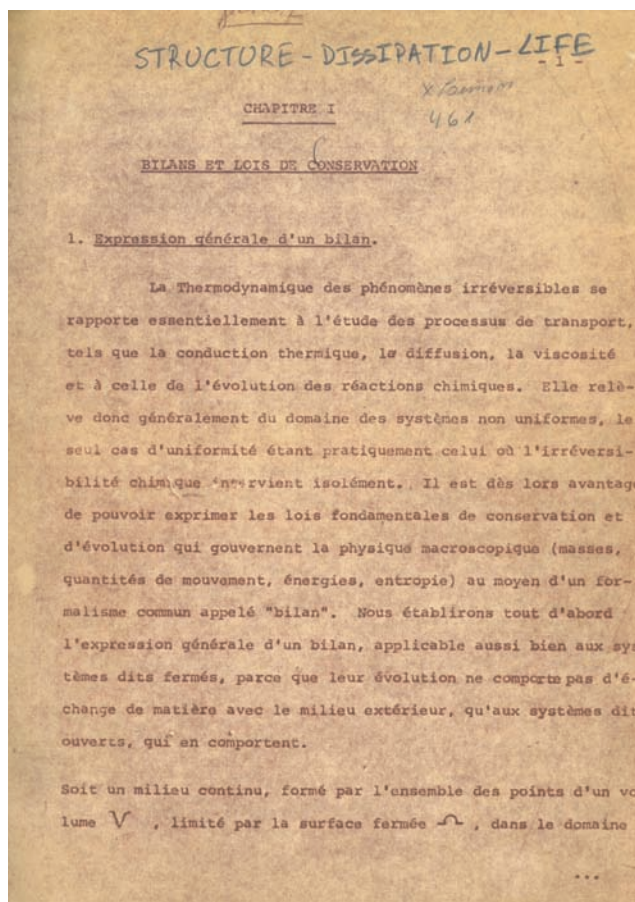 STRUCTURE - DISSIPATION - LIFE
- 1 -
CHAPITRE I
461
BILANS ET LOIS DE CONSERVATION
1. Expression générale d'un bilan.
La Thermodynamique des phénomènes irréversibles se
rapporte essentiellement à l'étude des processus de transport,
tels que la conduction thermique, la diffusion, la viscosité
et à celle de l'évolution des réactions chimiques. Elle relè-
ve donc généralement du domaine des systèmes non uniformes, le
seul cas d'uniformité étant pratiquement celui où l'irréversi-
bilité chimique intervient isolément. Il est dès lors avantag
de pouvoir exprimer les lois fondamentales de conservation et
d'évolution qui gouvernent la physique macroscopique (masses,
quantités de mouvement, énergies, entropie) au moyen d'un for-
malisme commun appelé "bilan". Nous établirons tout d'abord
l'expression générale d'un bilan, applicable aussi bien aux sys
tèmes dits fermés, parce que leur évolution ne comporte pas d'é-
change de matière avec le milieu extérieur, qu'aux systèmes dit
ouverts, qui en comportent.
Soit un milieu continu, formé par l'ensemble des points d'un vo
lume V , limité par la surface fermée Ω , dans le domaine
...